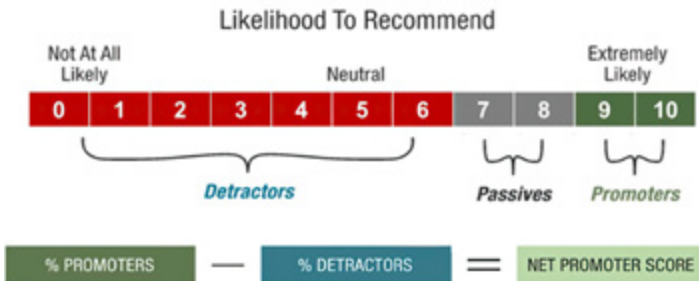 Likelihood To Recommend
Not At All
Likely
Neutral
Extremely
Likely
0 1 2 3 4 5 6 7 8 9 10
Detractors
Passives
Promoters
% PROMOTERS — % DETRACTORS = NET PROMOTER SCORE